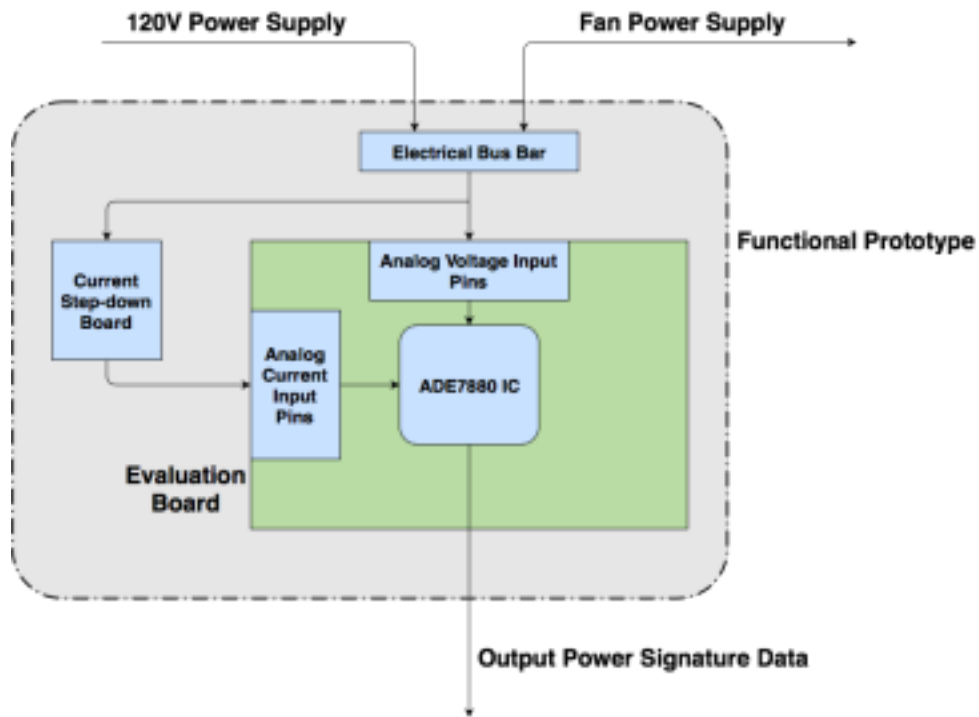 120V Power Supply
Fan Power Supply
Electrical Bus Bar
Functional Prototype
Analog Voltage Input
Pins
Current
Step-down
Board
Analog
Current
Input
Pins
ADE7880 IC
Evaluation
Board
Output Power Signature Data